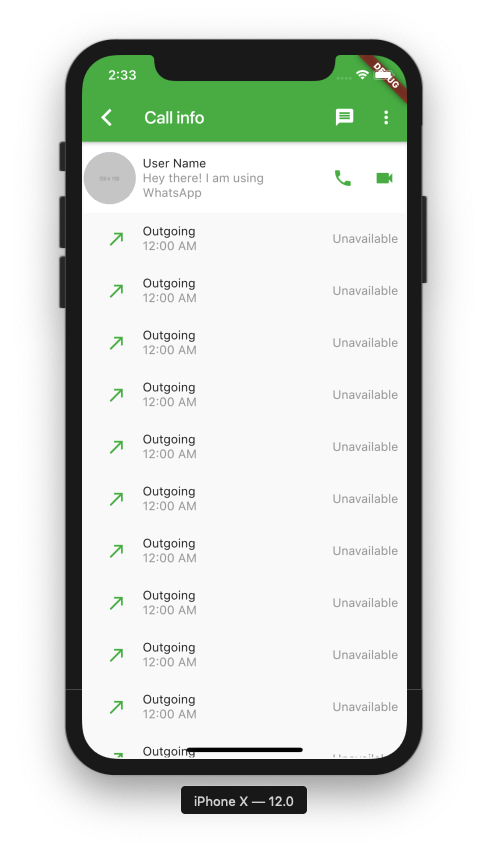 2:33
DEBUG
Call info
User Name
Hey there! I am using
WhatsApp
Outgoing
12:00 AM
Unavailable
Outgoing
12:00 AM
Unavailable
Outgoing
12:00 AM
Unavailable
Outgoing
12:00 AM
Unavailable
Outgoing
12:00 AM
Unavailable
Outgoing
12:00 AM
Unavailable
Outgoing
12:00 AM
Unavailable
Outgoing
12:00 AM
Unavailable
Outgoing
12:00 AM
Unavailable
Outgoing
12:00 AM
Unavailable
Outgoing
Unavailable
iPhone X — 12.0